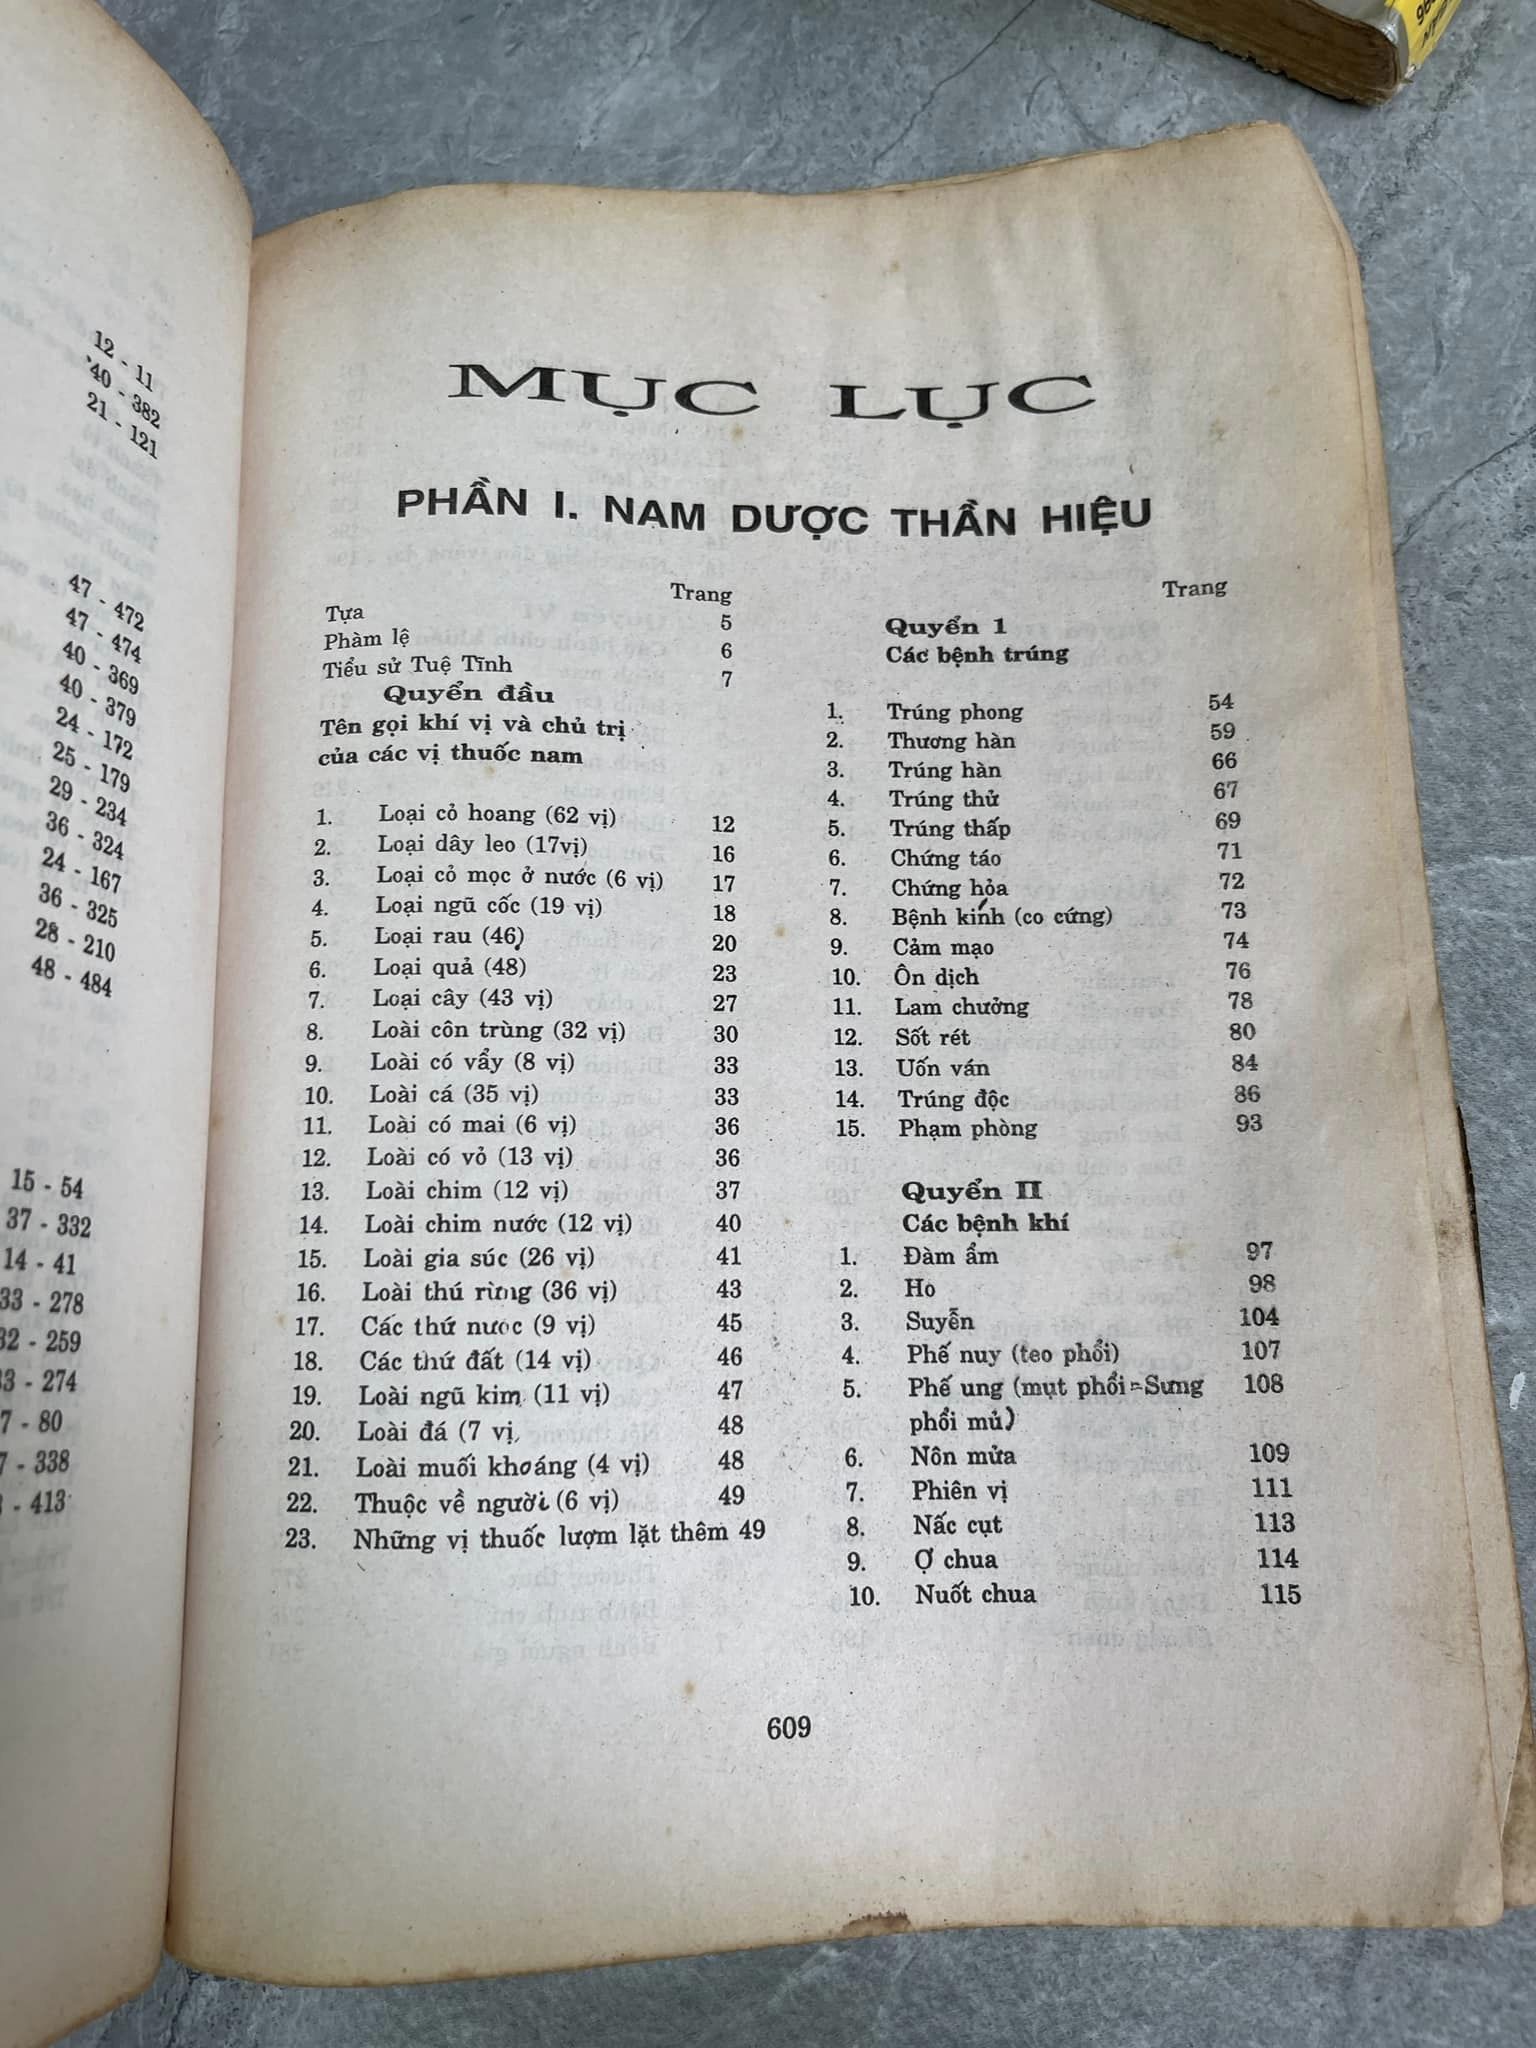 12 - 11
40 - 382
21 - 121
47 - 472
47 - 474
40 - 369
40 - 379
24 - 172
25 - 179
29 - 234
36 - 324
24 - 167
36 - 325
28 - 210
48 - 484
15 - 54
37 - 332
14 - 41
33 - 278
32 - 259
33 - 274
7 - 80
7 - 338
- 413
MỤC LỤC
PHẦN I. NAM DƯỢC THẦN HIỆU
Trang
Tựa 5
Phàm lệ 6
Tiểu sử Tuệ Tĩnh 7
Quyển đầu
Tên gọi khí vị và chủ trị
của các vị thuốc nam
1. Loại cỏ hoang (62 vị) 12
2. Loại dây leo (17vị) 16
3. Loại cỏ mọc ở nước (6 vị) 17
4. Loại ngũ cốc (19 vị) 18
5. Loại rau (46) 20
6. Loại quả (48) 23
7. Loại cây (43 vị) 27
8. Loài côn trùng (32 vị) 30
9. Loài có vẩy (8 vị) 33
10. Loài cá (35 vị) 33
11. Loài có mai (6 vị) 36
12. Loài có vỏ (13 vị) 36
13. Loài chim (12 vị) 37
14. Loài chim nước (12 vị) 40
15. Loài gia súc (26 vị) 41
16. Loài thú rừng (36 vị) 43
17. Các thứ nước (9 vị) 45
18. Các thứ đất (14 vị) 46
19. Loài ngũ kim (11 vị) 47
20. Loài đá (7 vị, 48
21. Loài muối khoáng (4 vị) 48
22. Thuộc về người (6 vị) 49
23. Những vị thuốc lượm lặt thêm 49
Trang
Quyển 1
Các bệnh trúng
1. Trúng phong 54
2. Thương hàn 59
3. Trúng hàn 66
4. Trúng thử 67
5. Trúng thấp 69
6. Chứng táo 71
7. Chứng hỏa 72
8. Bệnh kính (co cứng) 73
9. Cảm mạo 74
10. Ôn dịch 76
11. Lam chưởng 78
12. Sốt rét 80
13. Uốn ván 84
14. Trúng độc 86
15. Phạm phòng 93
Quyển II
Các bệnh khí
1. Đàm ẩm 97
2. Ho 98
3. Suyễn 104
4. Phế nuy (teo phổi) 107
5. Phế ung (mụt phổi=Sưng 108
phổi mủ)
6. Nôn mửa 109
7. Phiên vị 111
8. Nấc cụt 113
9. Ợ chua 114
10. Nuốt chua 115
609